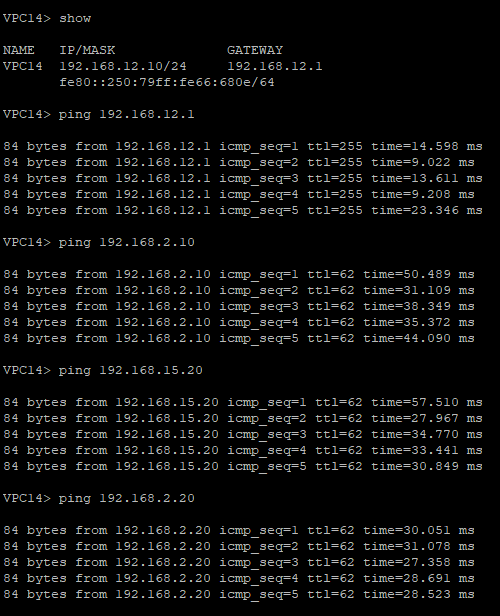 VPC14> show
NAME   IP/MASK              GATEWAY
VPC14  192.168.12.10/24     192.168.12.1
       fe80::250:79ff:fe66:680e/64
VPC14> ping 192.168.12.1
84 bytes from 192.168.12.1 icmp_seq=1 ttl=255 time=14.598 ms
84 bytes from 192.168.12.1 icmp_seq=2 ttl=255 time=9.022 ms
84 bytes from 192.168.12.1 icmp_seq=3 ttl=255 time=13.611 ms
84 bytes from 192.168.12.1 icmp_seq=4 ttl=255 time=9.208 ms
84 bytes from 192.168.12.1 icmp_seq=5 ttl=255 time=23.346 ms
VPC14> ping 192.168.2.10
84 bytes from 192.168.2.10 icmp_seq=1 ttl=62 time=50.489 ms
84 bytes from 192.168.2.10 icmp_seq=2 ttl=62 time=31.109 ms
84 bytes from 192.168.2.10 icmp_seq=3 ttl=62 time=38.349 ms
84 bytes from 192.168.2.10 icmp_seq=4 ttl=62 time=35.372 ms
84 bytes from 192.168.2.10 icmp_seq=5 ttl=62 time=44.090 ms
VPC14> ping 192.168.15.20
84 bytes from 192.168.15.20 icmp_seq=1 ttl=62 time=57.510 ms
84 bytes from 192.168.15.20 icmp_seq=2 ttl=62 time=27.967 ms
84 bytes from 192.168.15.20 icmp_seq=3 ttl=62 time=34.770 ms
84 bytes from 192.168.15.20 icmp_seq=4 ttl=62 time=33.441 ms
84 bytes from 192.168.15.20 icmp_seq=5 ttl=62 time=30.849 ms
VPC14> ping 192.168.2.20
84 bytes from 192.168.2.20 icmp_seq=1 ttl=62 time=30.051 ms
84 bytes from 192.168.2.20 icmp_seq=2 ttl=62 time=31.078 ms
84 bytes from 192.168.2.20 icmp_seq=3 ttl=62 time=27.358 ms
84 bytes from 192.168.2.20 icmp_seq=4 ttl=62 time=28.691 ms
84 bytes from 192.168.2.20 icmp_seq=5 ttl=62 time=28.523 ms